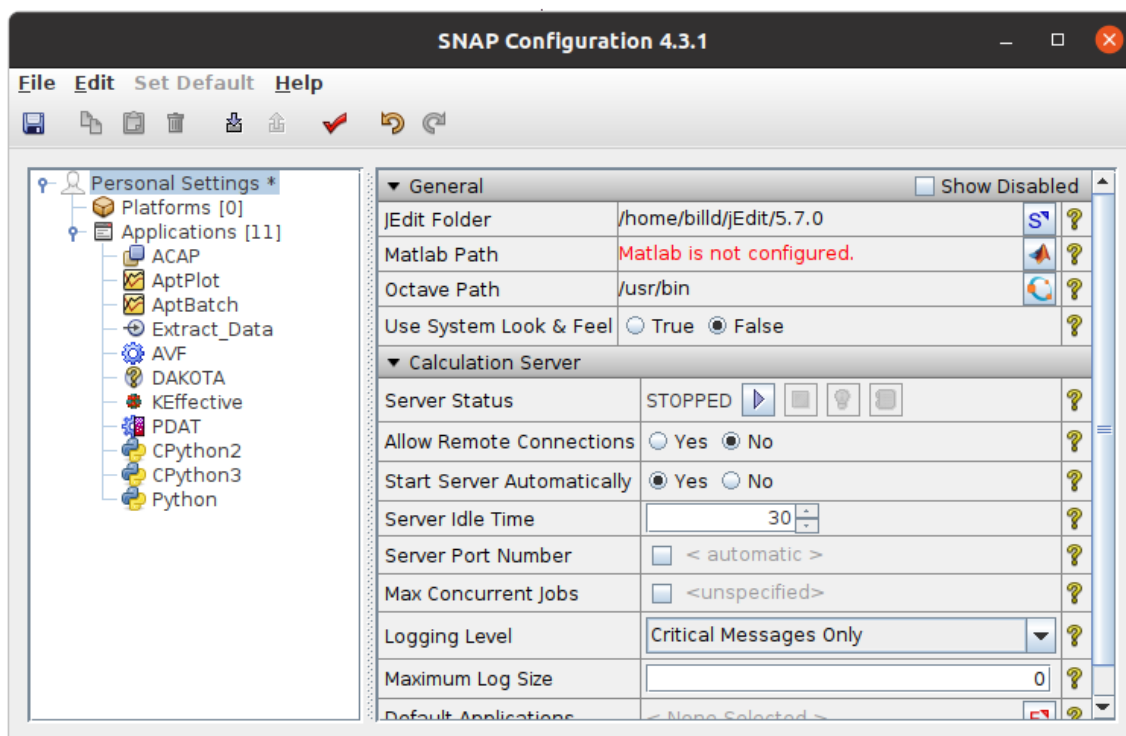 SNAP Configuration 4.3.1
File Edit Set Default Help
Personal Settings *
Platforms [0]
Applications [11]
ACAP
AptPlot
AptBatch
Extract_Data
AVF
DAKOTA
KEffective
PDAT
CPython2
CPython3
Python
General Show Disabled
JEdit Folder /home/billd/jEdit/5.7.0 S
Matlab Path Matlab is not configured.
Octave Path /usr/bin
Use System Look & Feel True False
Calculation Server
Server Status STOPPED
Allow Remote Connections Yes No
Start Server Automatically Yes No
Server Idle Time 30
Server Port Number < automatic >
Max Concurrent Jobs <unspecified>
Logging Level Critical Messages Only
Maximum Log Size 0
Default Applications < None Selected > E